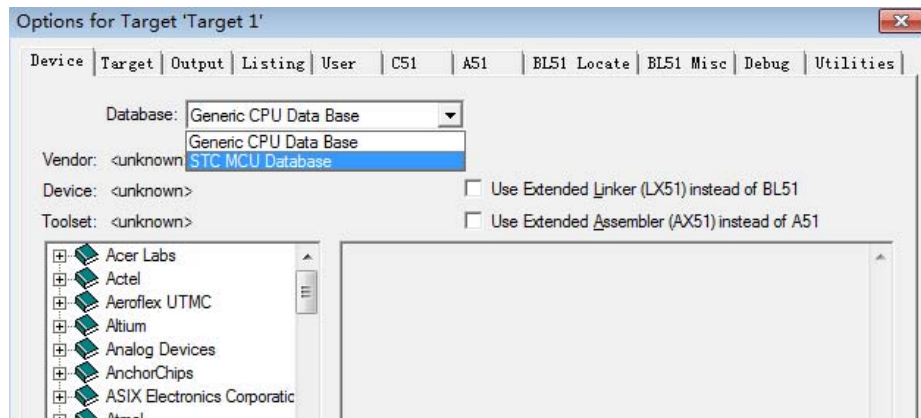 Options for Target 'Target 1'
Device Target Output Listing User C51 A51 BL51 Locate BL51 Misc Debug Utilities
Database: Generic CPU Data Base
Generic CPU Data Base
Vendor: <unknown STC MCU Database
Device: <unknown> Use Extended Linker (LX51) instead of BL51
Toolset: <unknown> Use Extended Assembler (AX51) instead of A51
Acer Labs
Actel
Aeroflex UTMC
Altium
Analog Devices
AnchorChips
ASIX Electronics Corporatic